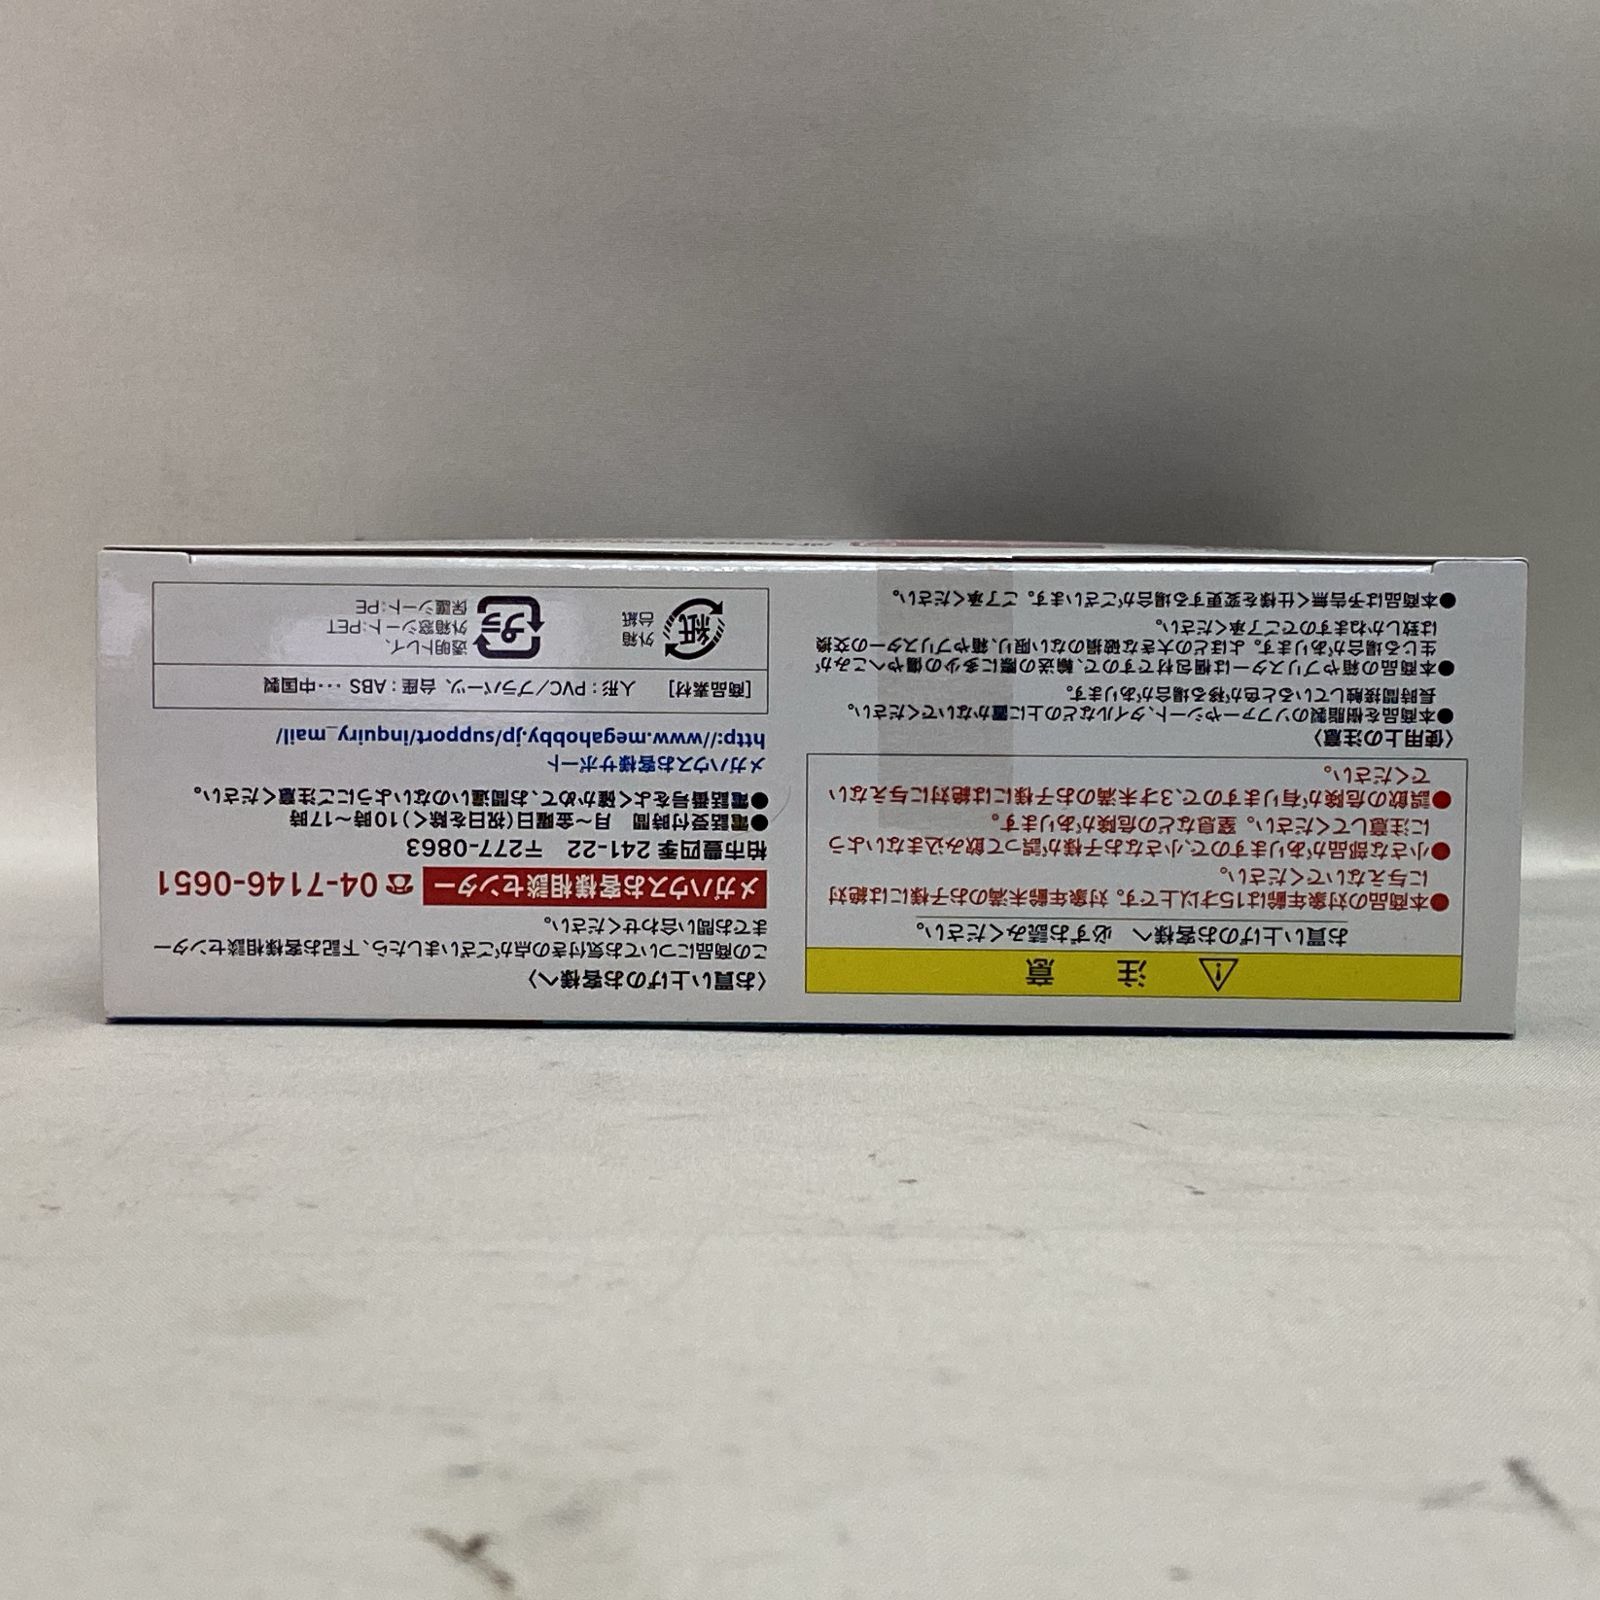 注意
お買い上げのお客様へ 必ずお読みください。
●本商品の対象年齢は15才以上です。対象年齢未満のお子様には絶対
に与えないでください。
●小さな部品がありますので、小さなお子様が誤って飲み込まないよう
に注意してください。窒息などの危険があります。
●誤飲の危険が有りますので、3才未満のお子様には絶対に与えない
でください。
〈使用上の注意〉
●本商品を樹脂製のソファーやシート、タイルなどの上に置かないでください。
長時間接触していると色が移る場合があります。
●本商品の箱やブリスターは梱包材ですので、輸送の際に多少の傷やへこみが
生じる場合があります。よほどの大きな破損のない限り、箱やブリスターの交換
は致しかねますのでご了承ください。
●本商品は予告無く仕様を変更する場合がございます。ご了承ください。
〈お買い上げのお客様へ〉
この商品についてお気付きの点がございましたら、下記お客様相談センター
までお問い合わせください。
メガハウスお客様相談センター ☎04-7146-0651
柏市豊四季 241-22 〒277-0863
●電話受付時間 月〜金曜日(祝日を除く)10時〜17時
●電話番号をよく確かめて、お間違いのないようにご注意ください。
メガハウスお客様サポート
http://www.megahobby.jp/support/inquiry_mail/
[商品素材] 人形：PVC/プラパーツ、台座：ABS …中国製
紙
外箱
台紙
プラ
透明トレイ、
外箱窓シート:PET
保護シート:PE